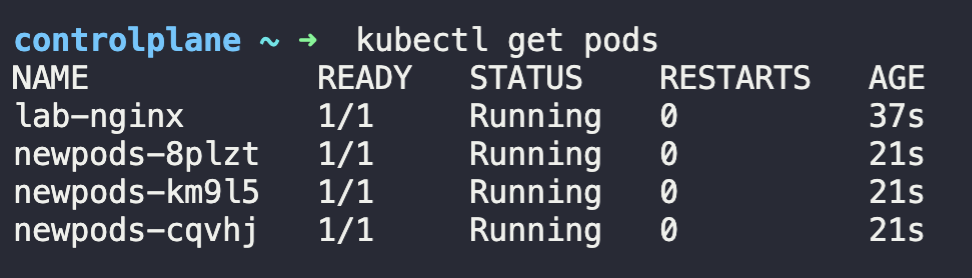 controlplane ~ ➜  kubectl get pods
NAME            READY   STATUS    RESTARTS   AGE
lab-nginx       1/1     Running   0          37s
newpods-8plzt   1/1     Running   0          21s
newpods-km9l5   1/1     Running   0          21s
newpods-cqvhj   1/1     Running   0          21s